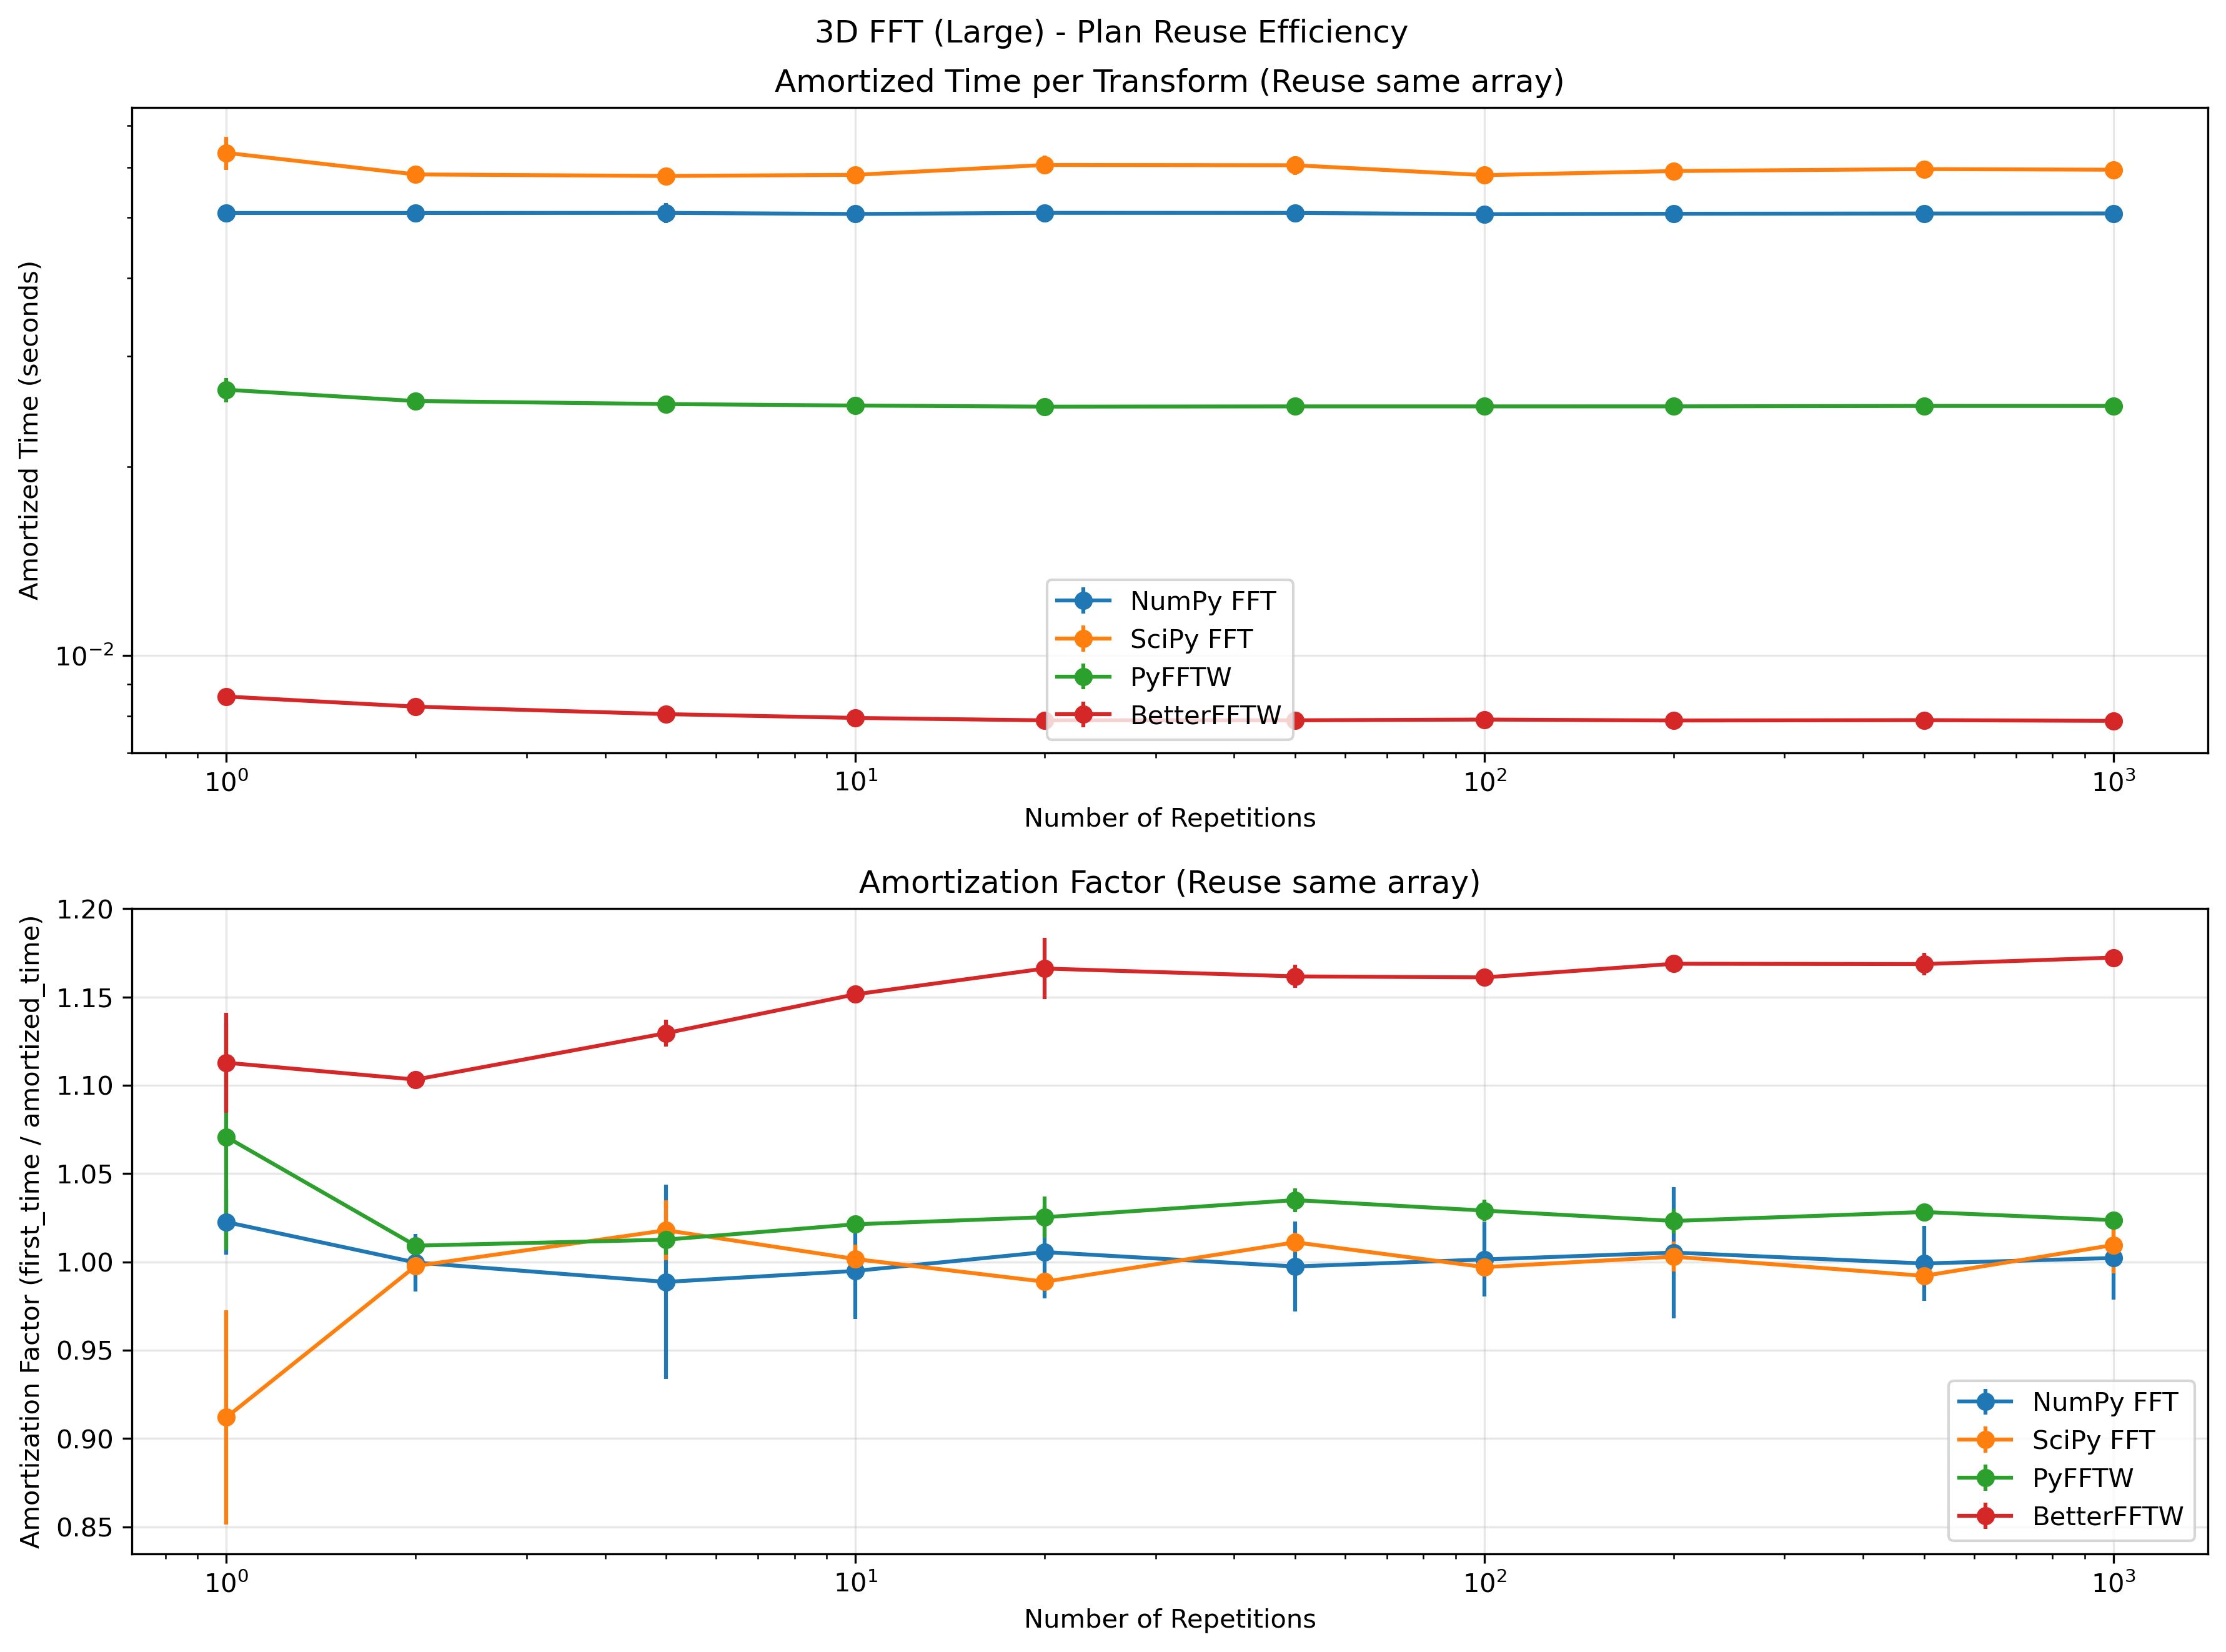 3D FFT (Large) - Plan Reuse Efficiency
Amortized Time per Transform (Reuse same array)
Amortized Time (seconds)
10⁻²
NumPy FFT
SciPy FFT
PyFFTW
BetterFFTW
10⁰
10¹
10²
10³
Number of Repetitions
Amortization Factor (Reuse same array)
Amortization Factor (first_time / amortized_time)
1.20
1.15
1.10
1.05
1.00
0.95
0.90
0.85
NumPy FFT
SciPy FFT
PyFFTW
BetterFFTW
10⁰
10¹
10²
10³
Number of Repetitions